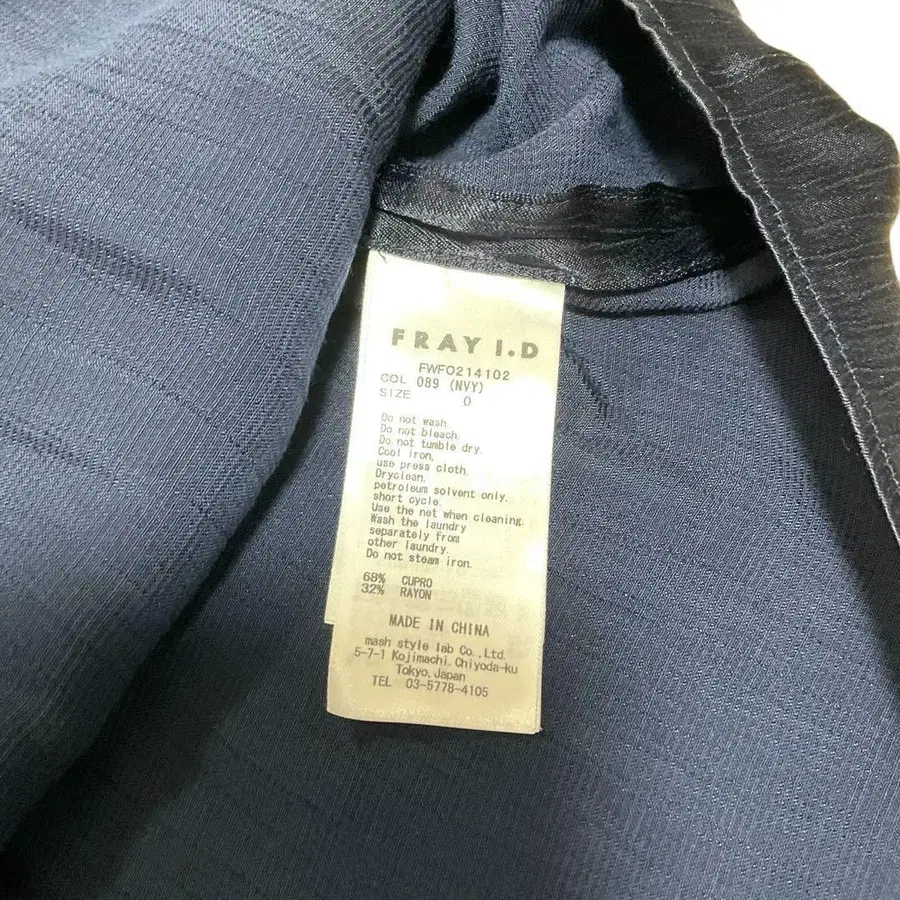 FRAY I.D
FWFO214102
COL 089 (NVY)
SIZE 0
Do not wash.
Do not bleach.
Do not tumble dry.
Cool iron.
use press cloth.
Dryclean.
petroleum solvent only.
short cycle.
Use the net when cleaning.
Wash the laundry
separately from
other laundry.
Do not steam iron.
68% CUPRO
32% RAYON
MADE IN CHINA
mash style lab Co.,Ltd.
5-7-1 Kojimachi.Chiyoda-ku
Tokyo,Japan
TEL 03-5778-4105